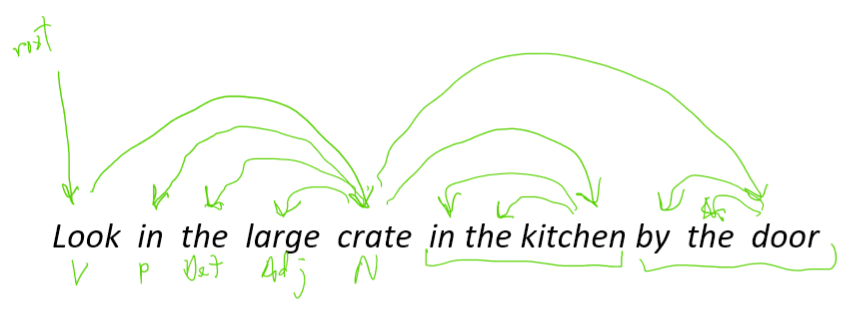 root
Look in the large crate in the kitchen by the door
V P Det Adj N